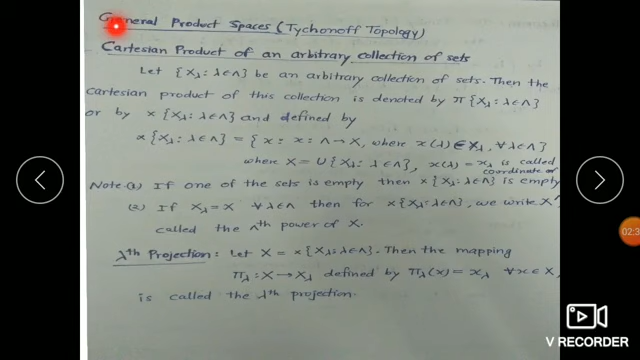 General Product Spaces (Tychonoff Topology)
Cartesian Product of an arbitrary collection of sets
Let {Xλ : λ∈Λ} be an arbitrary collection of sets. Then the
Cartesian product of this collection is denoted by π{Xλ : λ∈Λ}
or by ×{Xλ : λ∈Λ} and defined by
×{Xλ : λ∈Λ} = {x : x : Λ→X, where x(λ)∈Xλ, ∀λ∈Λ}
where X = ∪{Xλ : λ∈Λ}, x(λ) = xλ is called
coordinate of
Note (1) If one of the sets is empty then ×{Xλ : λ∈Λ} is empty
(2) If Xλ = X ∀λ∈Λ then for ×{Xλ : λ∈Λ}, we write X^Λ
called the Λth power of X.
λth Projection: Let X = ×{Xλ : λ∈Λ}. Then the mapping
Πλ : X → Xλ defined by Πλ(x) = xλ ∀x∈X,
is called the λth projection.
02:3
V RECORDER